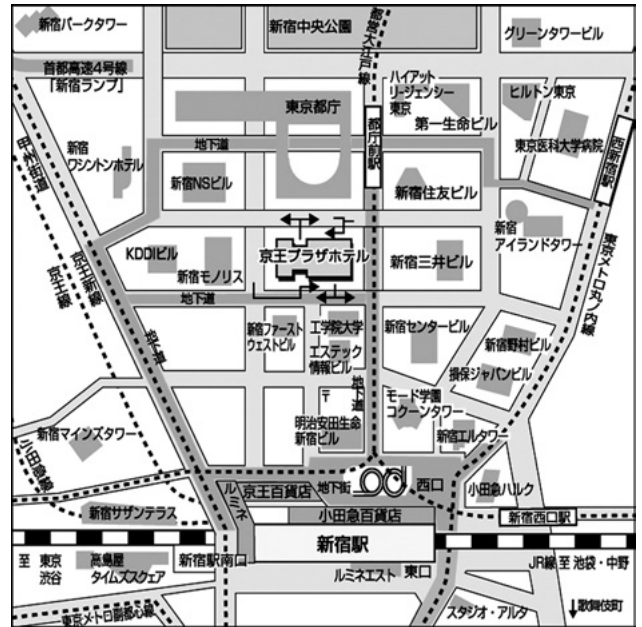 新宿パークタワー
新宿中央公園
都営大江戸線
グリーンタワービル
首都高速4号線
「新宿ランプ」
ハイアット
リージェンシー
東京
ヒルトン東京
東京都庁
都庁前駅
第一生命ビル
東京医科大学病院
西新宿駅
甲州街道
新宿
ワシントンホテル
地下道
新宿NSビル
新宿住友ビル
新宿
アイランドタワー
KDDIビル
新宿モノリス
京王プラザホテル
新宿三井ビル
東京メトロ丸ノ内線
京王新線
京王線
地下道
地下道
新宿ファースト
ウェストビル
工学院大学
エステック
情報ビル
新宿センタービル
新宿野村ビル
損保ジャパンビル
地下道
〒
明治安田生命
新宿ビル
モード学園
コクーンタワー
新宿エルタワー
新宿マインズタワー
小田急線
ルミネ
京王百貨店
地下街
西口
小田急ハルク
新宿サザンテラス
小田急百貨店
新宿西口駅
新宿駅
至 東京
渋谷
高島屋
タイムズスクェア
新宿駅南口
ルミネエスト
東口
JR線 至 池袋・中野
東京メトロ副都心線
スタジオ・アルタ
↓歌舞伎町